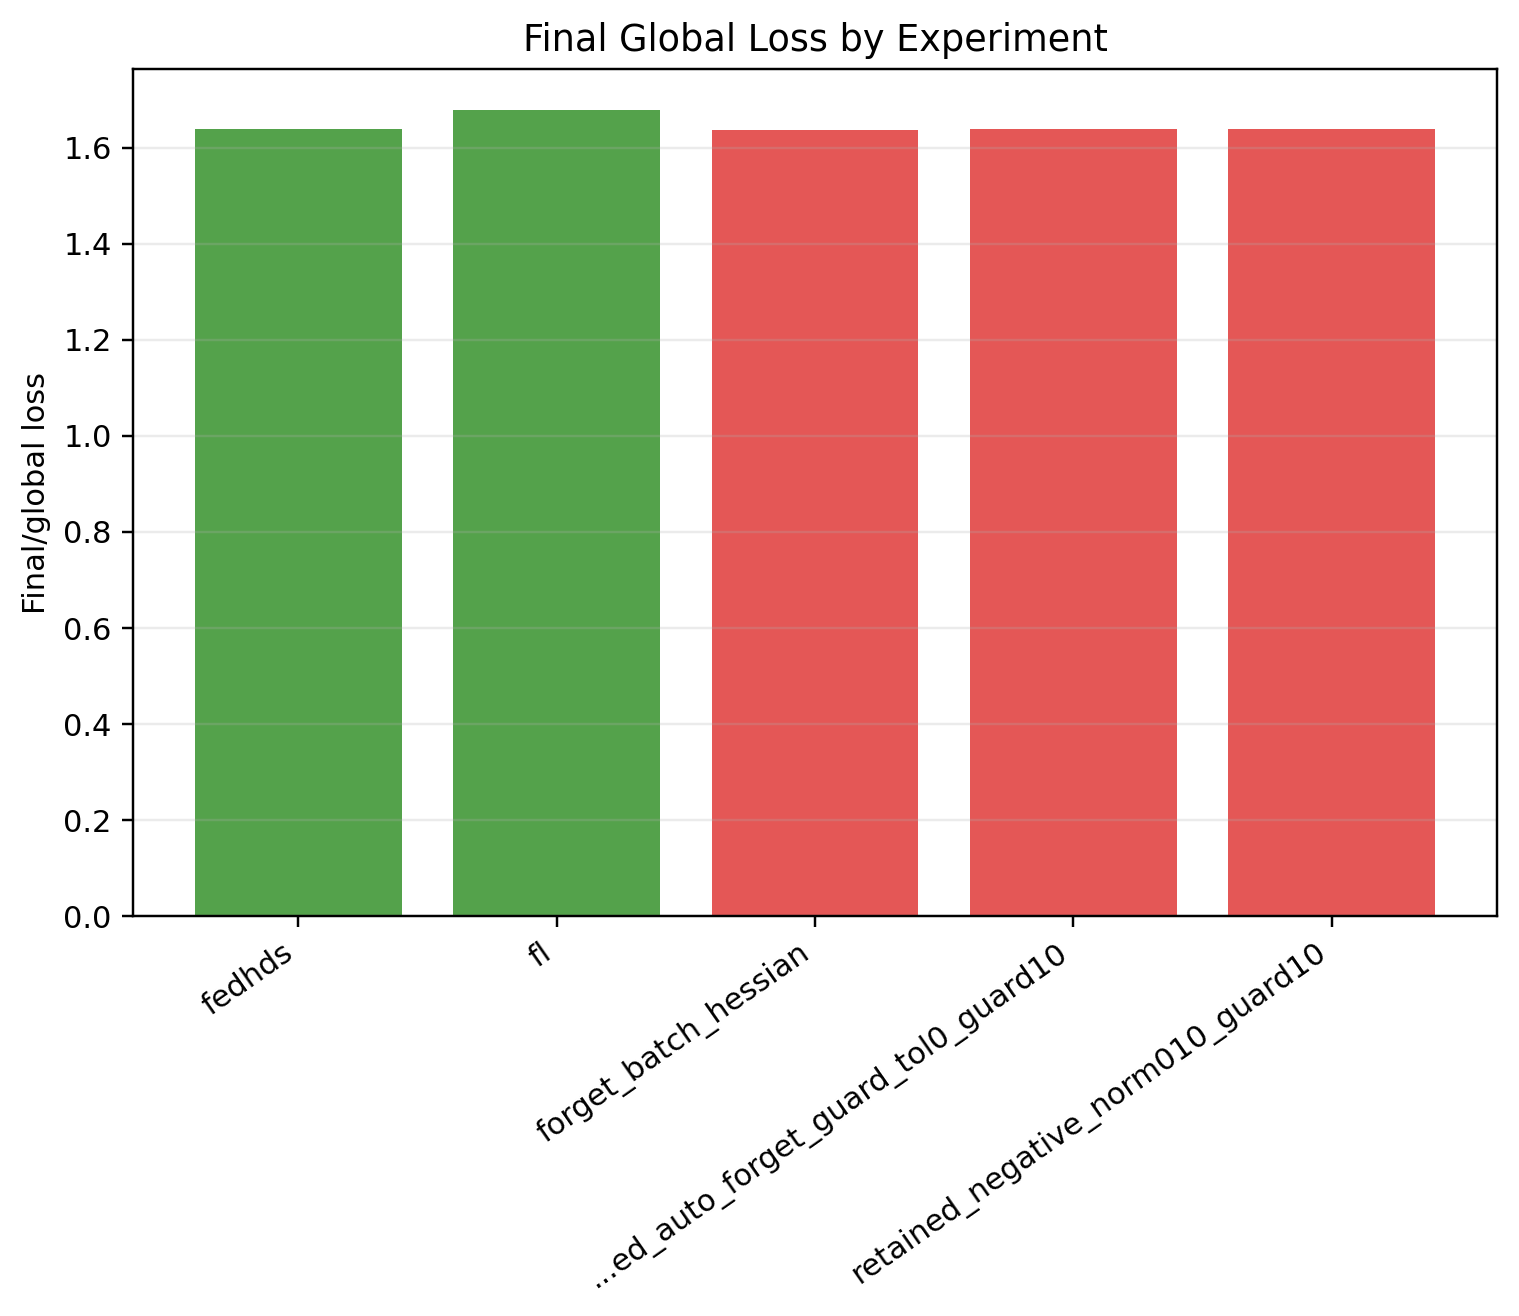 Final Global Loss by Experiment
Final/global loss
1.6
1.4
1.2
1.0
0.8
0.6
0.4
0.2
0.0
fedhds
fl
forget_batch_hessian
...ed_auto_forget_guard_tol0_guard10
retained_negative_norm010_guard10